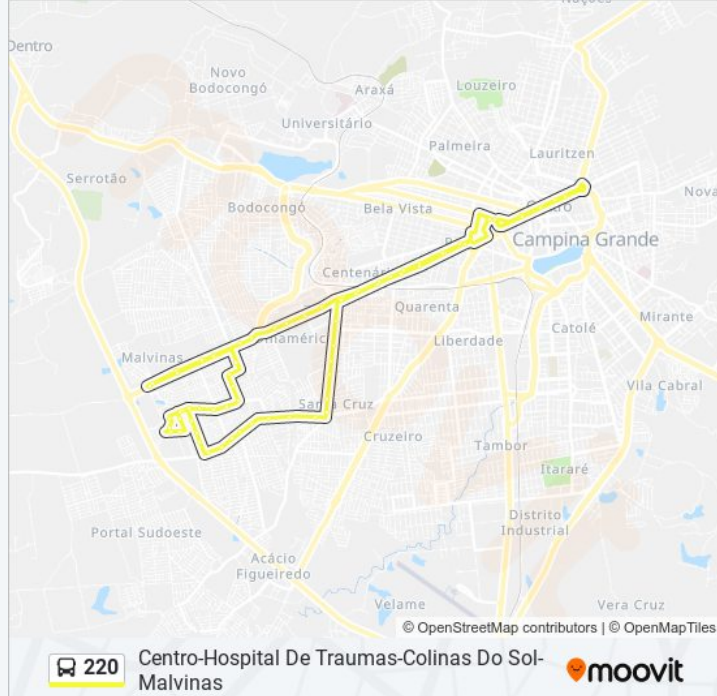 Nações
Dentro
Novo
Bodocongó
Araxá
Louzeiro
Universitário
Palmeira
Lauritzen
Serrotão
Nova
Bodocongó
Bela Vista
Centro
Campina Grande
Centenário
Quarenta
Mirante
Catolé
Malvinas
Dinamérica
Liberdade
Vila Cabral
Santa Cruz
Cruzeiro
Tambor
Itararé
Distrito
Industrial
Portal Sudoeste
Acácio
Figueiredo
Velame
Vera Cruz
© OpenStreetMap contributors | © OpenMapTiles
220
Centro-Hospital De Traumas-Colinas Do Sol-
Malvinas
moovit